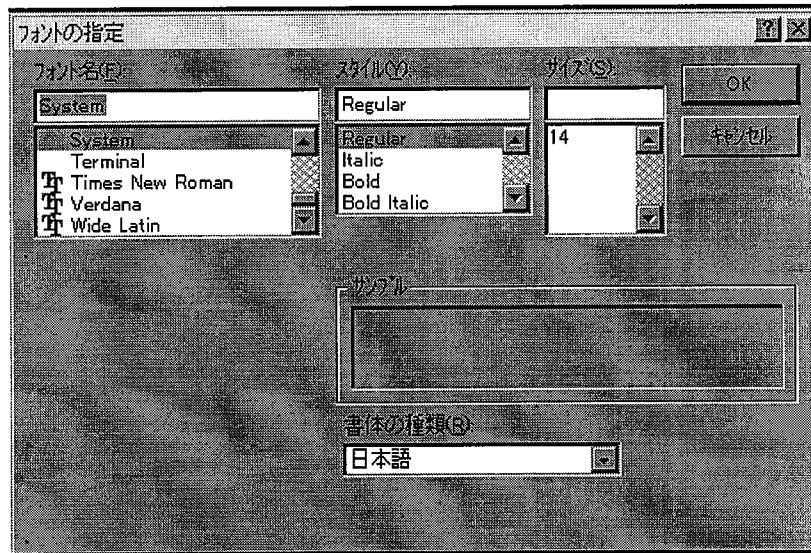 フォントの指定
フォント名(F):
System
System
Terminal
Times New Roman
Verdana
Wide Latin
スタイル(Y):
Regular
Regular
Italic
Bold
Bold Italic
サイズ(S):
14
OK
キャンセル
サンプル
書体の種類(R):
日本語